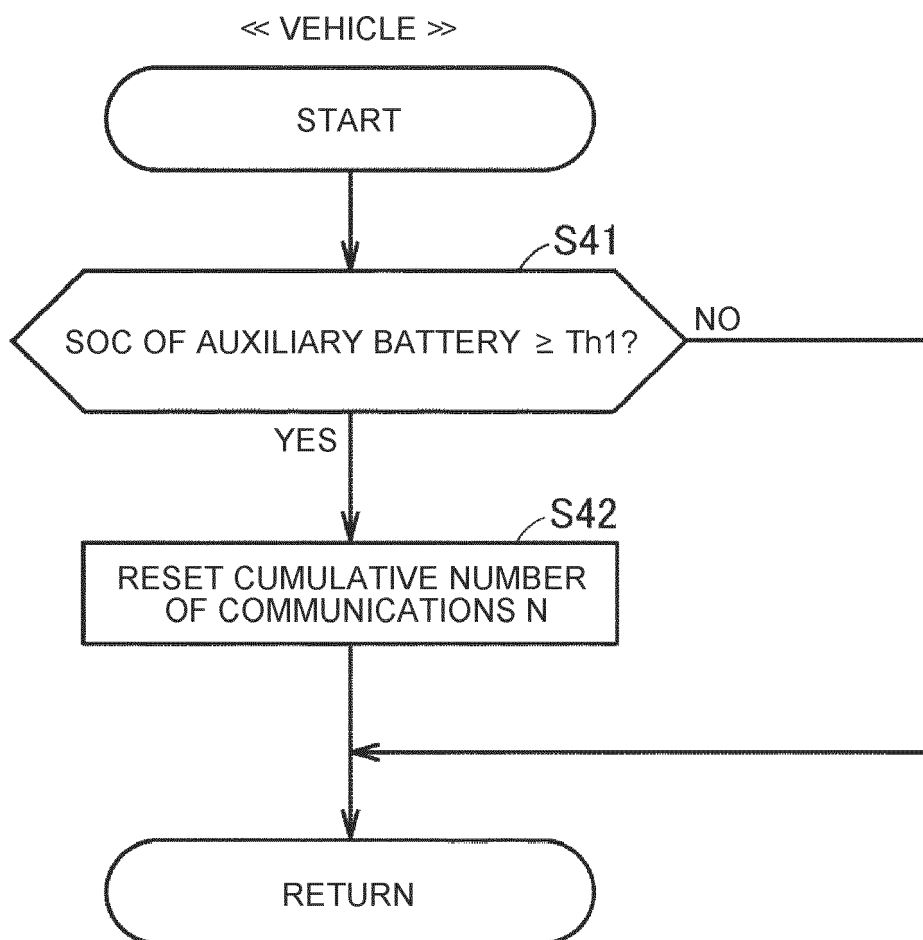 << VEHICLE >>
START
S41
SOC OF AUXILIARY BATTERY ≥ Th1?
NO
YES
S42
RESET CUMULATIVE NUMBER
OF COMMUNICATIONS N
RETURN